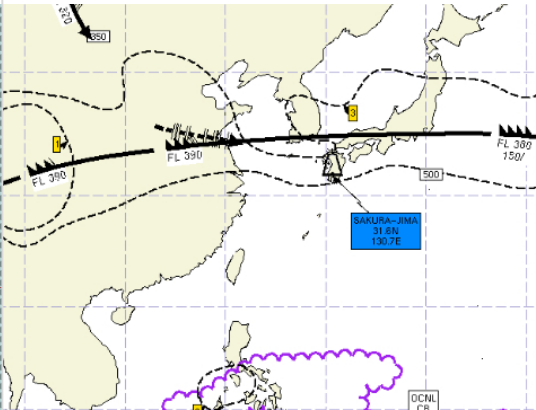 320
350
3
1
FL 390
FL 390
FL 380
150/
500
SAKURA-JIMA
31.6N
130.7E
OCNL
CB